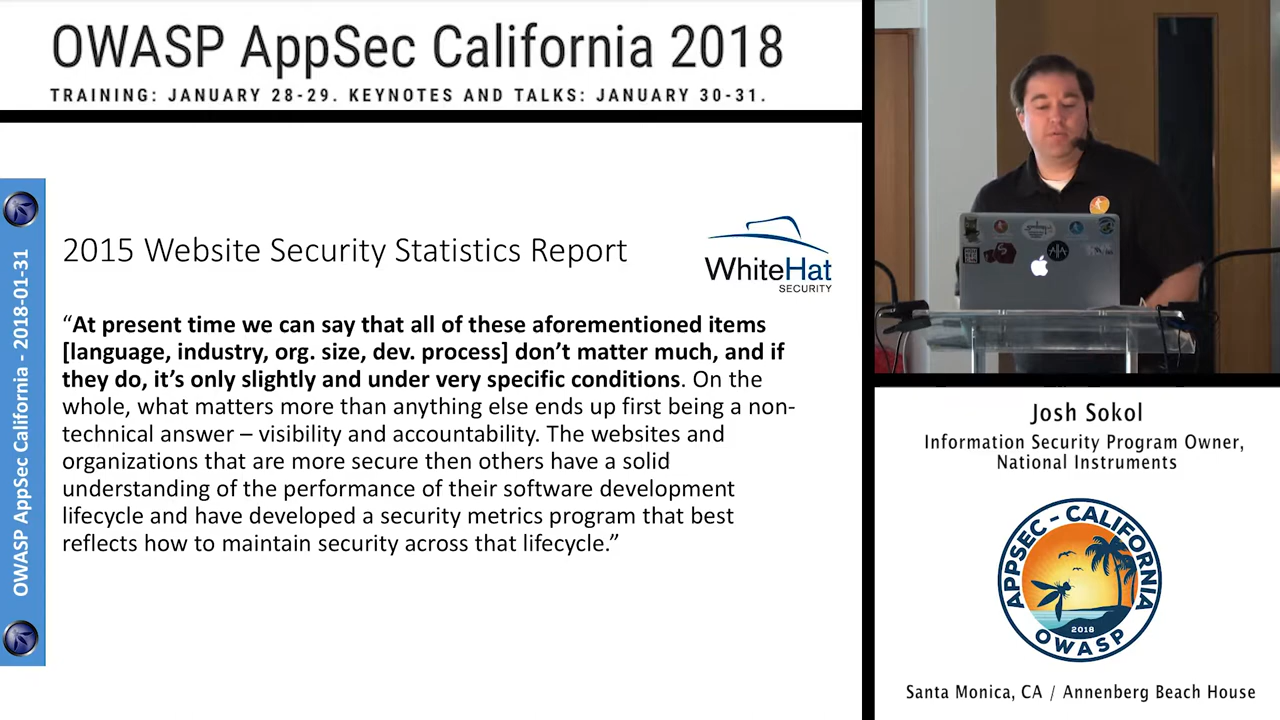 OWASP AppSec California 2018
TRAINING: JANUARY 28-29. KEYNOTES AND TALKS: JANUARY 30-31.
OWASP AppSec California - 2018-01-31
2015 Website Security Statistics Report
WhiteHat
SECURITY
“At present time we can say that all of these aforementioned items
[language, industry, org. size, dev. process] don’t matter much, and if
they do, it’s only slightly and under very specific conditions. On the
whole, what matters more than anything else ends up first being a non-
technical answer – visibility and accountability. The websites and
organizations that are more secure then others have a solid
understanding of the performance of their software development
lifecycle and have developed a security metrics program that best
reflects how to maintain security across that lifecycle.”
Josh Sokol
Information Security Program Owner,
National Instruments
APPSEC - CALIFORNIA
2018
OWASP
Santa Monica, CA / Annenberg Beach House